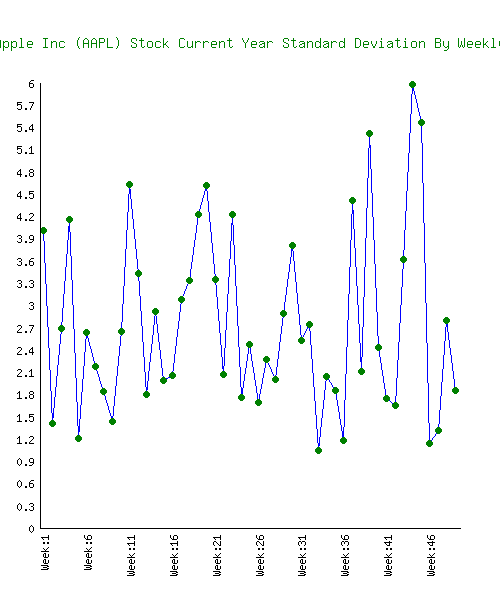 Apple Inc (AAPL) Stock Current Year Standard Deviation By Weekly
6
5.7
5.4
5.1
4.8
4.5
4.2
3.9
3.6
3.3
3
2.7
2.4
2.1
1.8
1.5
1.2
0.9
0.6
0.3
0
Week:1
Week:6
Week:11
Week:16
Week:21
Week:26
Week:31
Week:36
Week:41
Week:46